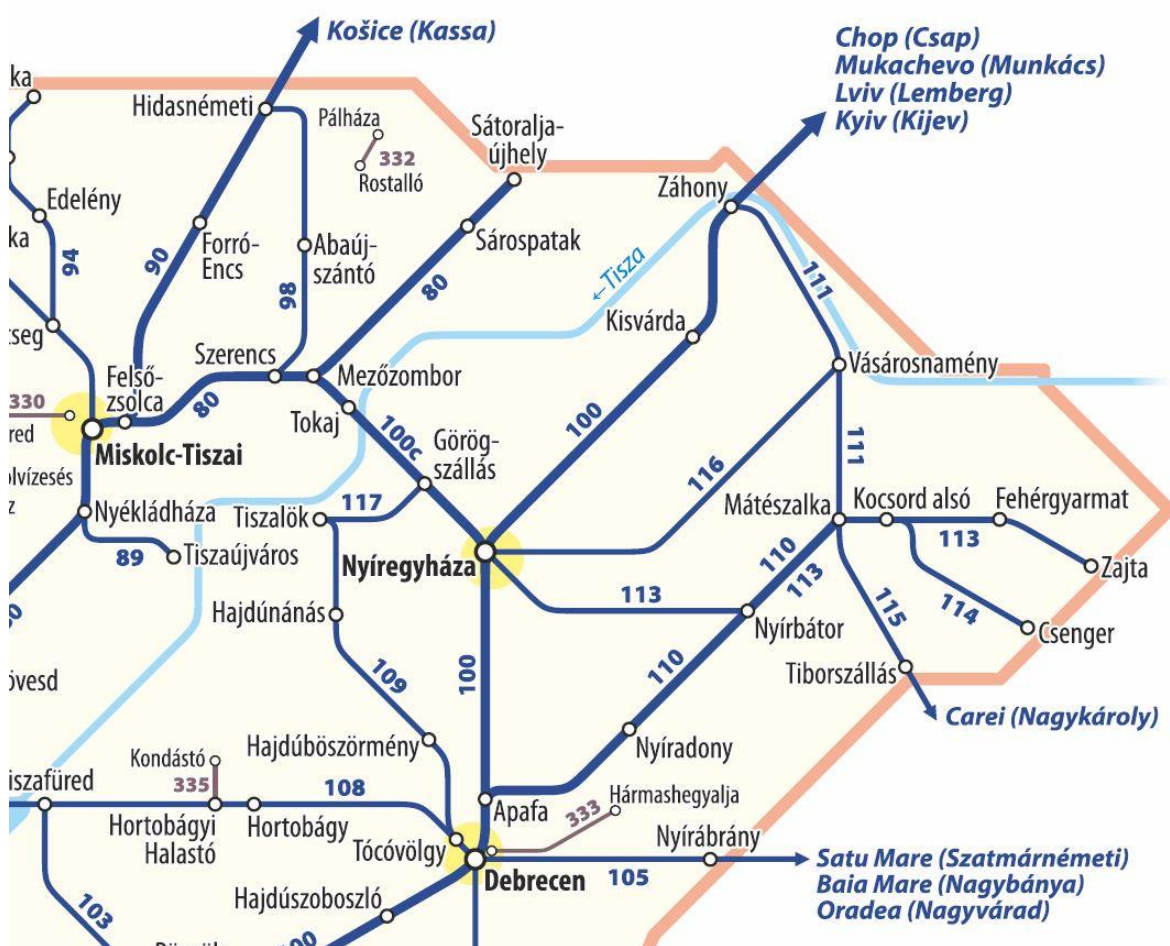 Košice (Kassa)
Chop (Csap)
Mukachevo (Munkács)
Lviv (Lemberg)
Kyiv (Kijev)
Hidasnémeti
Pálháza
332
Rostalló
Sátoralja-
újhely
Záhony
Edelény
94
90
Forró-
Encs
Abaúj-
szántó
98
Sárospatak
80
←Tisza
111
Kisvárda
Szerencs
Mezőzombor
Vásárosnamény
Felső-
zsolca
80
330
Tokaj
100c
Görög-
szállás
100
116
111
Miskolc-Tiszai
Nyékládháza
117
Tiszalök
Mátészalka
Kocsord alsó
Fehérgyarmat
113
89
Tiszaújváros
Nyíregyháza
110
113
Zajta
Hajdúnánás
113
Nyírbátor
115
114
Csenger
109
100
110
Tiborszállás
Carei (Nagykároly)
Hajdúböszörmény
Nyíradony
Kondástó
335
108
Hortobágyi
Halastó
Hortobágy
Apafa
Hármashegyalja
333
Tócóvölgy
Nyírábrány
Debrecen
105
Satu Mare (Szatmárnémeti)
Baia Mare (Nagybánya)
Oradea (Nagyvárad)
Hajdúszoboszló
103
100